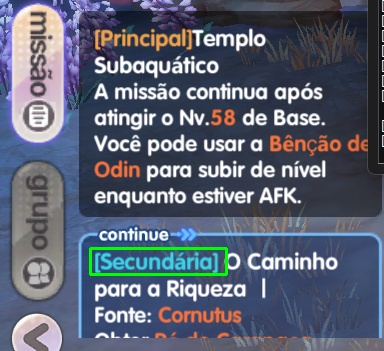 missão
grupo
[Principal]Templo
Subaquático
A missão continua após
atingir o Nv.58 de Base.
Você pode usar a Bênção de
Odin para subir de nível
enquanto estiver AFK.
continue
[Secundária] O Caminho
para a Riqueza |
Fonte: Cornutus